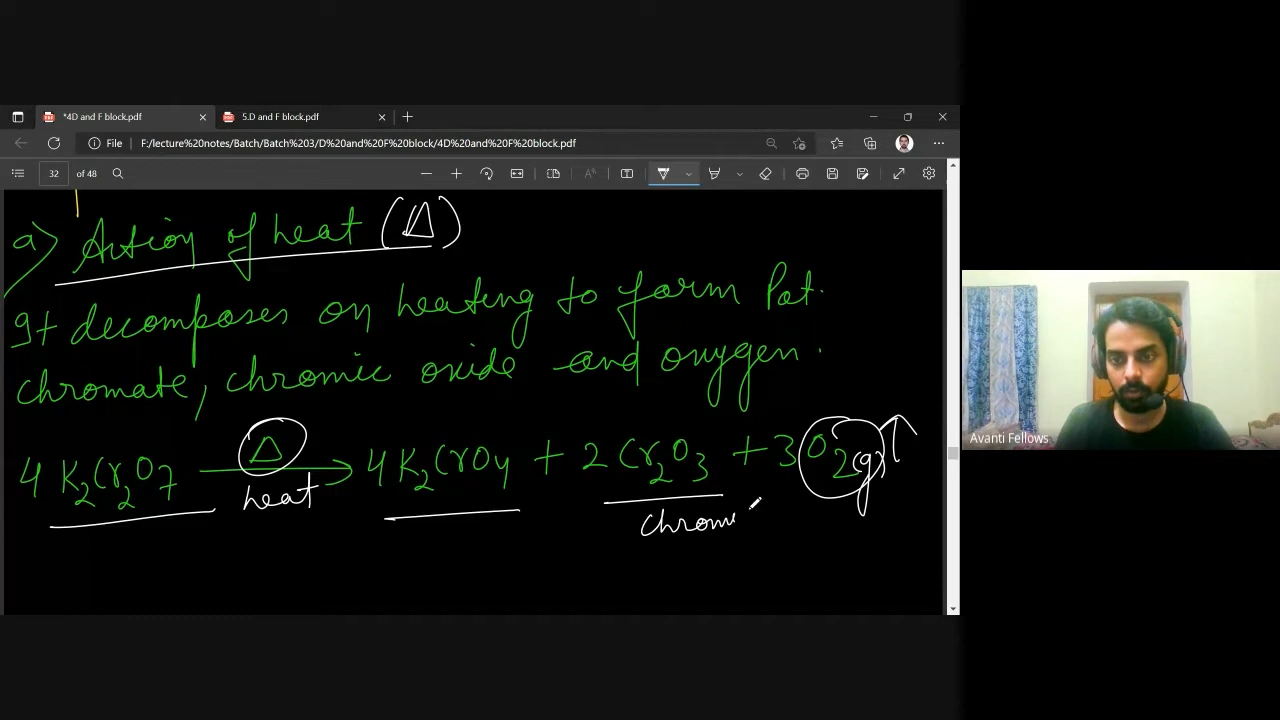 *4D and F block.pdf
5.D and F block.pdf
File F:/lecture%20notes/Batch/Batch%203/D%20and%20F%20block/4D%20and%20F%20block.pdf
32 of 48
a) Action of heat (Δ)
It decomposes on heating to form Pot.
chromate, chromic oxide and oxygen.
4 K2Cr2O7 Δ → 4 K2CrO4 + 2 Cr2O3 + 3 O2(g) ↑
heat
chromi
Avanti Fellows